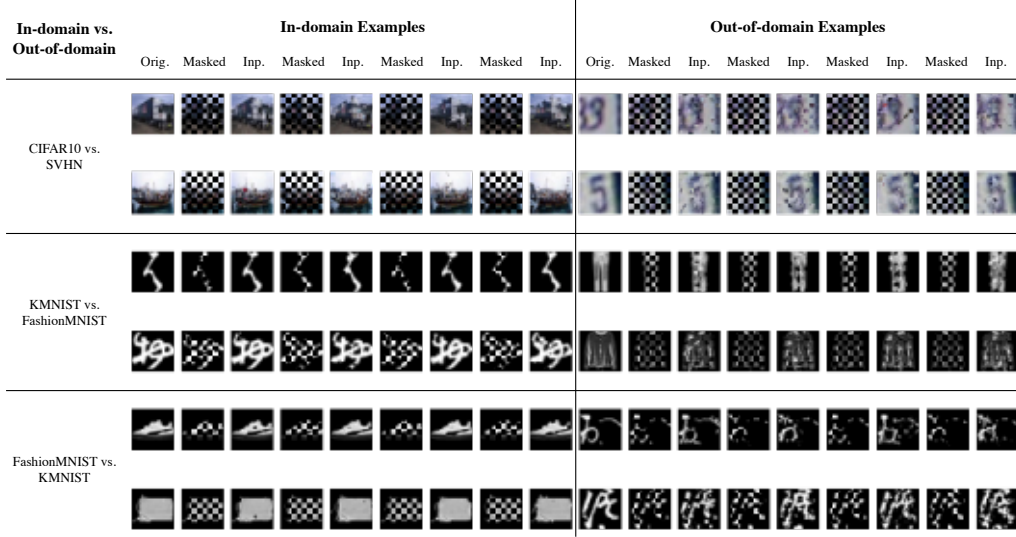 In-domain vs.
Out-of-domain
In-domain Examples
Out-of-domain Examples
Orig. Masked Inp. Masked Inp. Masked Inp. Masked Inp. Orig. Masked Inp. Masked Inp. Masked Inp. Masked Inp.
CIFAR10 vs.
SVHN
KMNIST vs.
FashionMNIST
FashionMNIST vs.
KMNIST